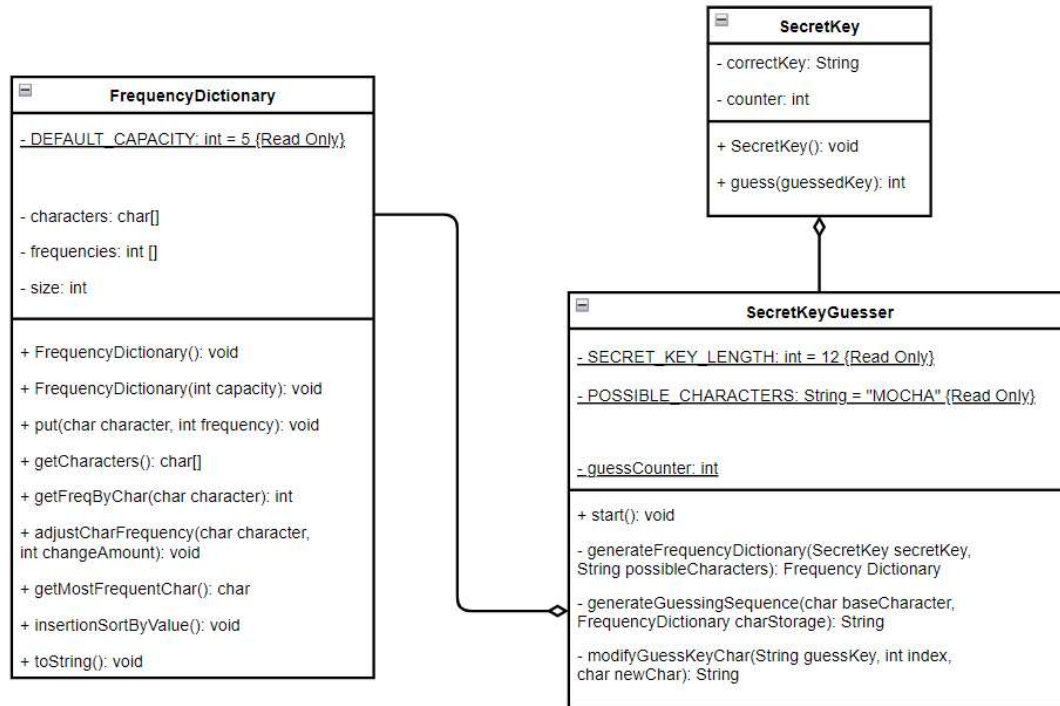 SecretKey
- correctKey: String
- counter: int
+ SecretKey(): void
+ guess(guessedKey): int
FrequencyDictionary
- DEFAULT_CAPACITY: int = 5 {Read Only}
- characters: char[]
- frequencies: int []
- size: int
+ FrequencyDictionary(): void
+ FrequencyDictionary(int capacity): void
+ put(char character, int frequency): void
+ getCharacters(): char[]
+ getFreqByChar(char character): int
+ adjustCharFrequency(char character,
int changeAmount): void
+ getMostFrequentChar(): char
+ insertionSortByValue(): void
+ toString(): void
SecretKeyGuesser
- SECRET_KEY_LENGTH: int = 12 {Read Only}
- POSSIBLE_CHARACTERS: String = "MOCHA" {Read Only}
- guessCounter: int
+ start(): void
- generateFrequencyDictionary(SecretKey secretKey,
String possibleCharacters): Frequency Dictionary
- generateGuessingSequence(char baseCharacter,
FrequencyDictionary charStorage): String
- modifyGuessKeyChar(String guessKey, int index,
char newChar): String